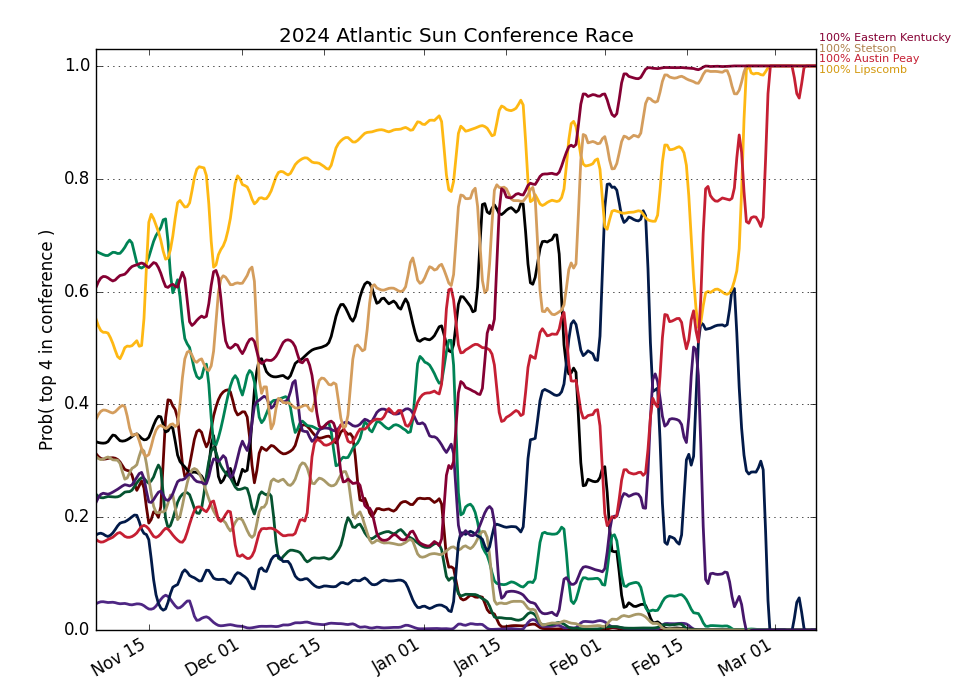 2024 Atlantic Sun Conference Race
100% Eastern Kentucky
100% Stetson
100% Austin Peay
100% Lipscomb
Prob( top 4 in conference )
1.0
0.8
0.6
0.4
0.2
0.0
Nov 15
Dec 01
Dec 15
Jan 01
Jan 15
Feb 01
Feb 15
Mar 01